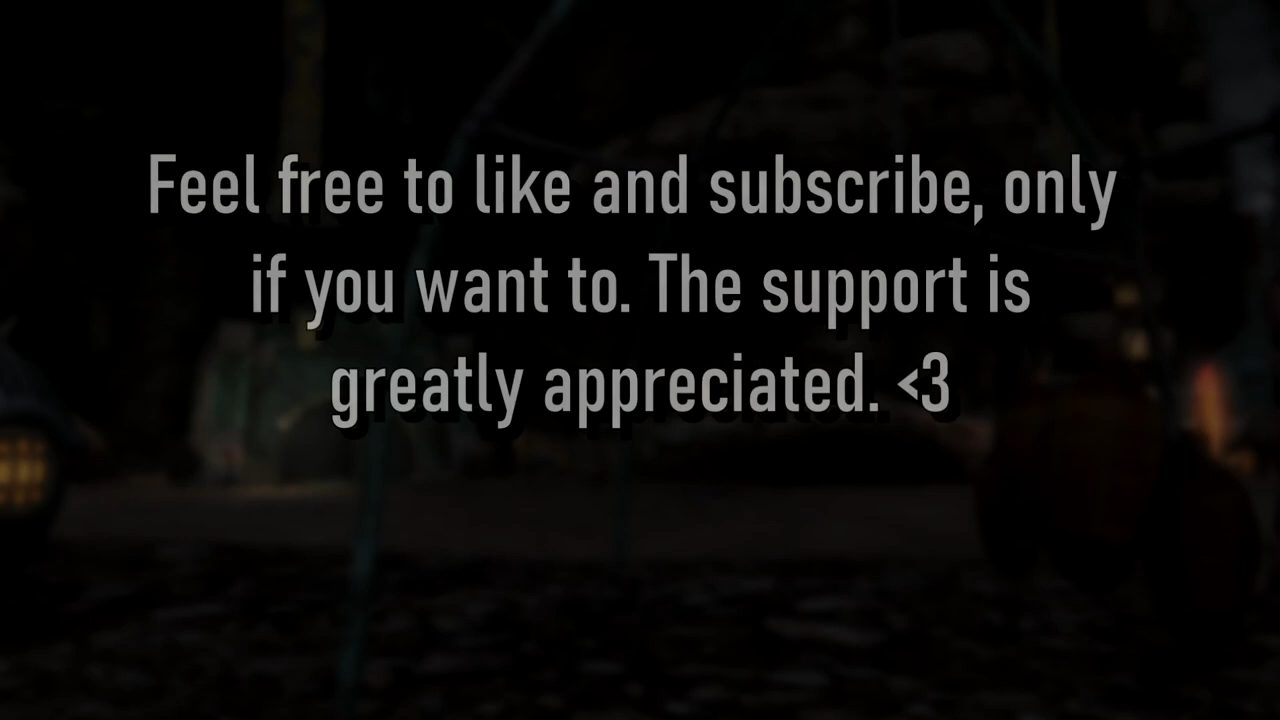 Feel free to like and subscribe, only
if you want to. The support is
greatly appreciated. <3